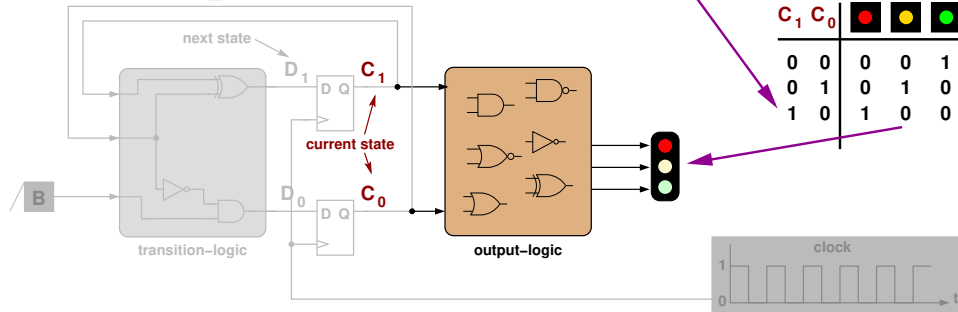 next state
D1
D Q
C1
current state
B
D0
D Q
C0
transition–logic
output–logic
C1 C0
0 0 0 0 1
0 1 0 1 0
1 0 1 0 0
clock
1
0
t